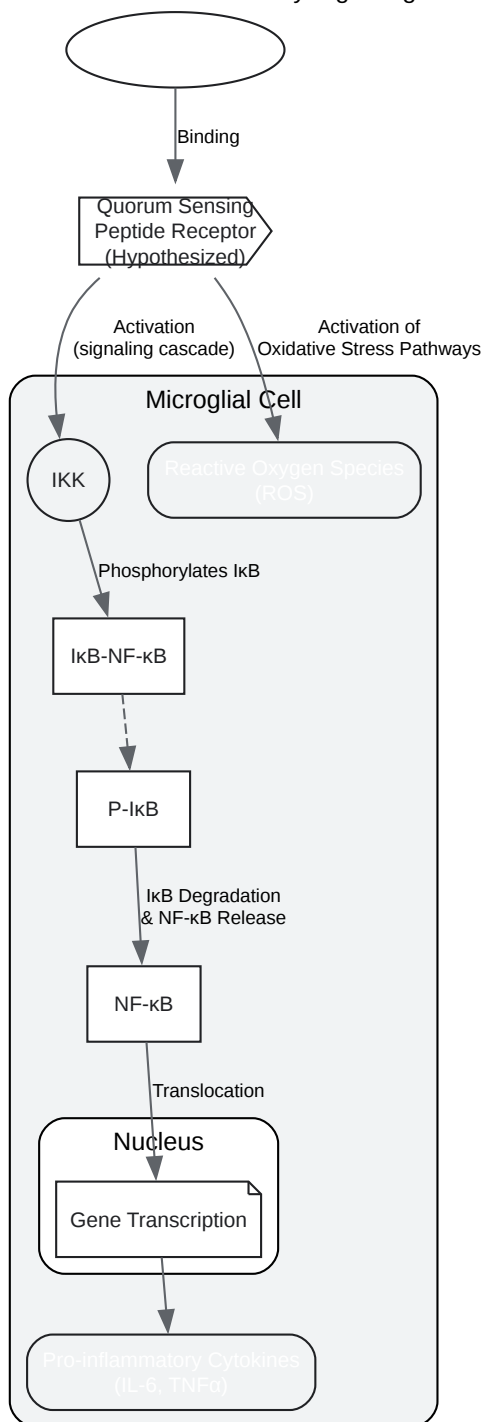 Binding
Quorum Sensing
Peptide Receptor
(Hypothesized)
Activation
(signaling cascade)
Activation of
Oxidative Stress Pathways
Microglial Cell
IKK
Reactive Oxygen Species
(ROS)
Phosphorylates IκB
IκB-NF-κB
P-IκB
IκB Degradation
& NF-κB Release
NF-κB
Translocation
Nucleus
Gene Transcription
Pro-inflammatory Cytokines
(IL-6, TNFα)